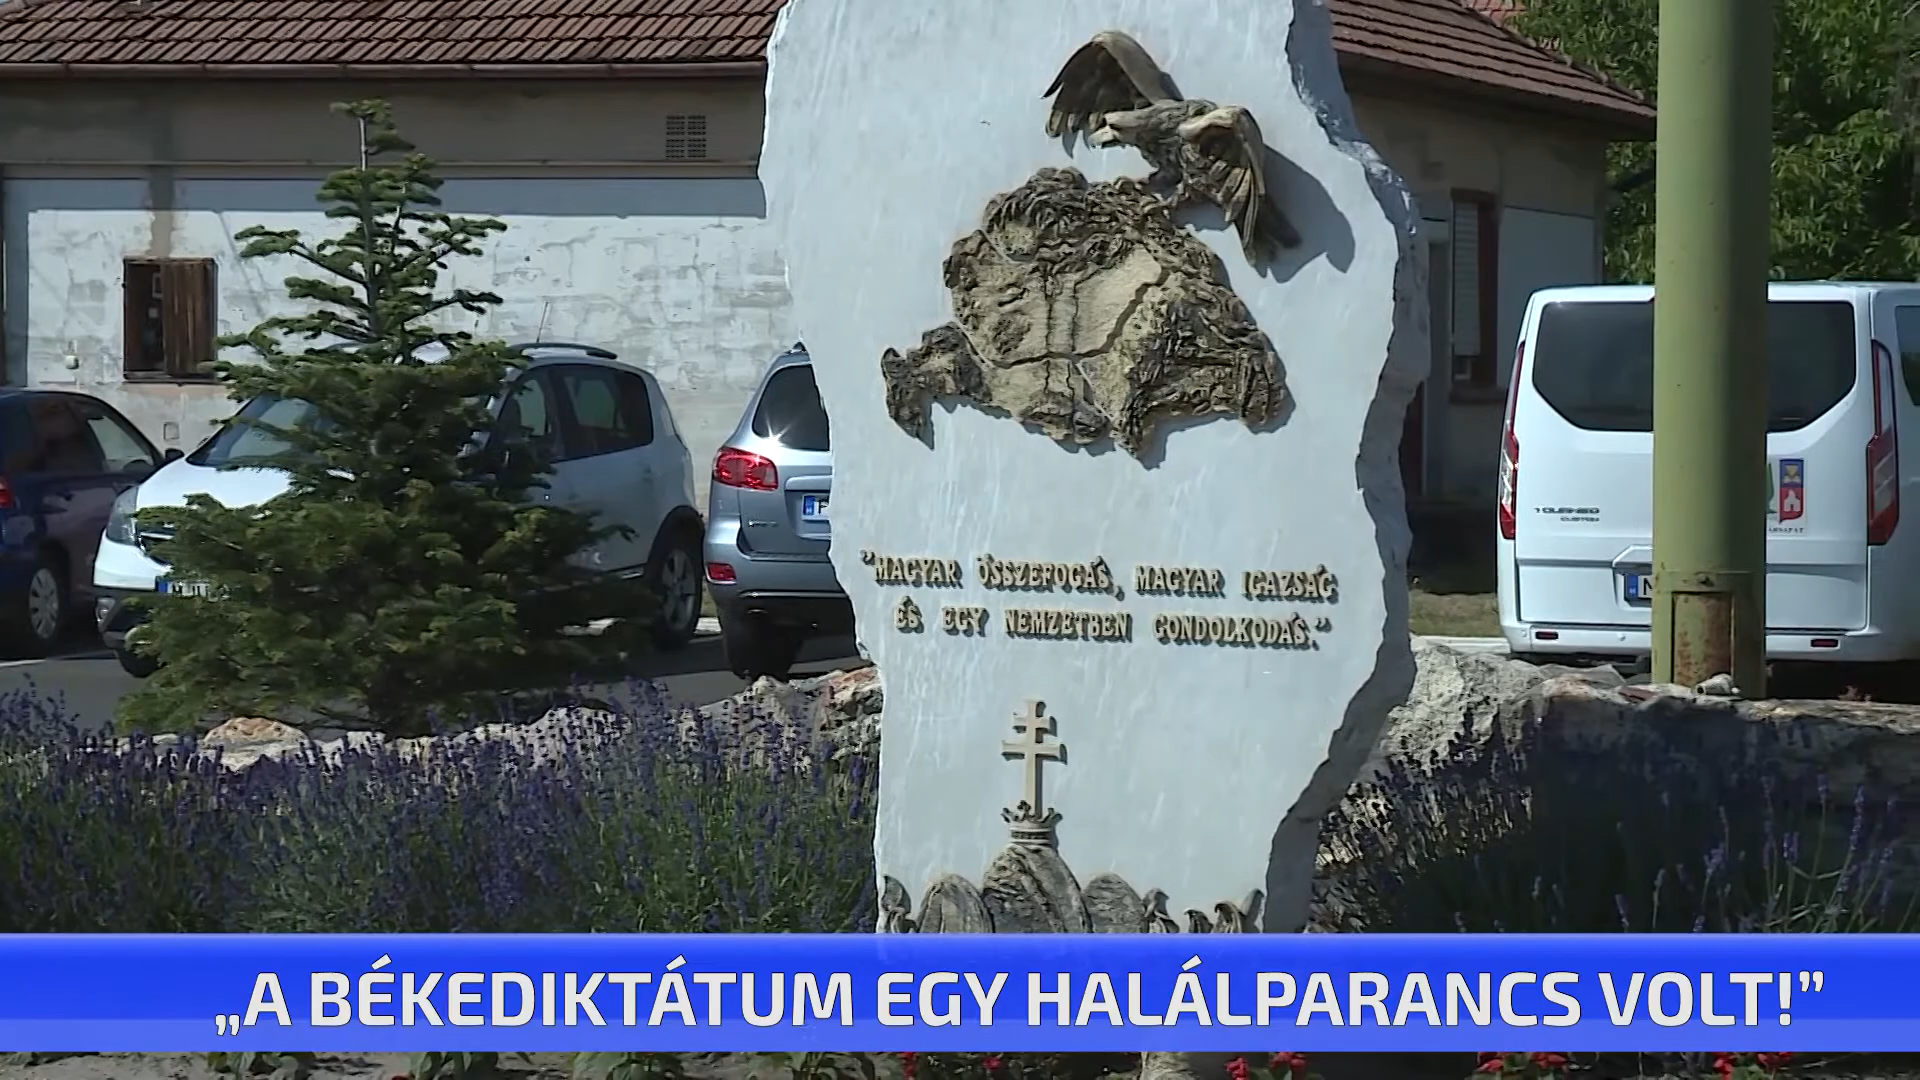 "MAGYAR ÖSSZEFOGÁS, MAGYAR IGAZSÁG
ÉS EGY NEMZETBEN GONDOLKODÁS."
„A BÉKEDIKTÁTUM EGY HALÁLPARANCS VOLT!”